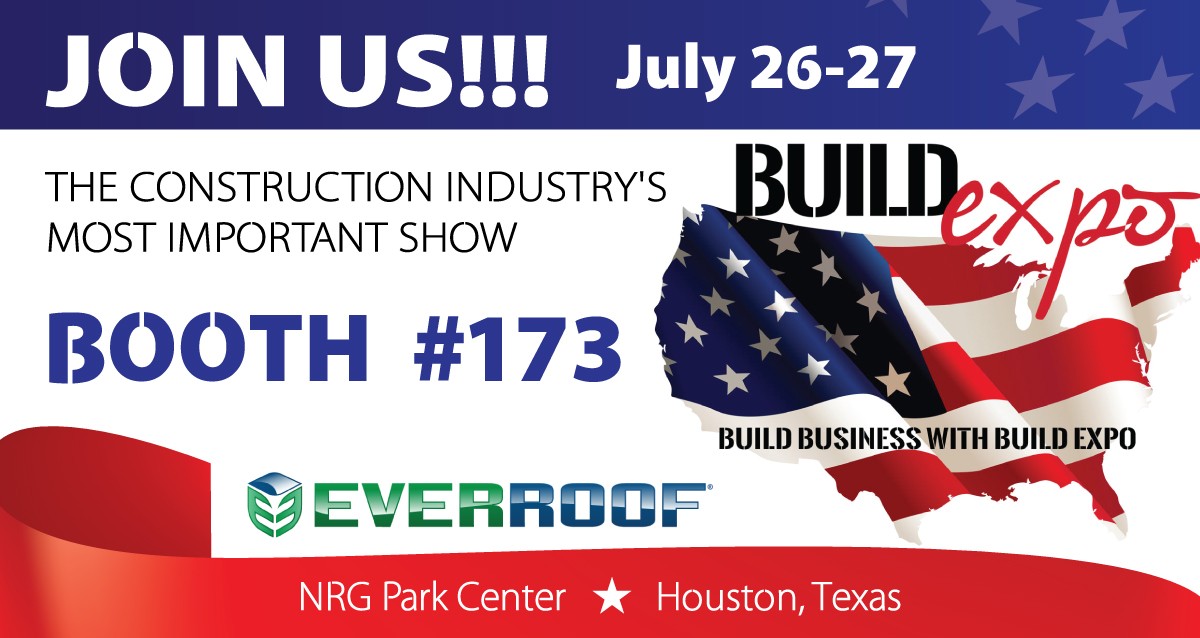 JOIN US!!! July 26-27
THE CONSTRUCTION INDUSTRY'S
MOST IMPORTANT SHOW
BUILD expo
BOOTH #173
BUILD BUSINESS WITH BUILD EXPO
EVERROOF®
NRG Park Center ★ Houston, Texas